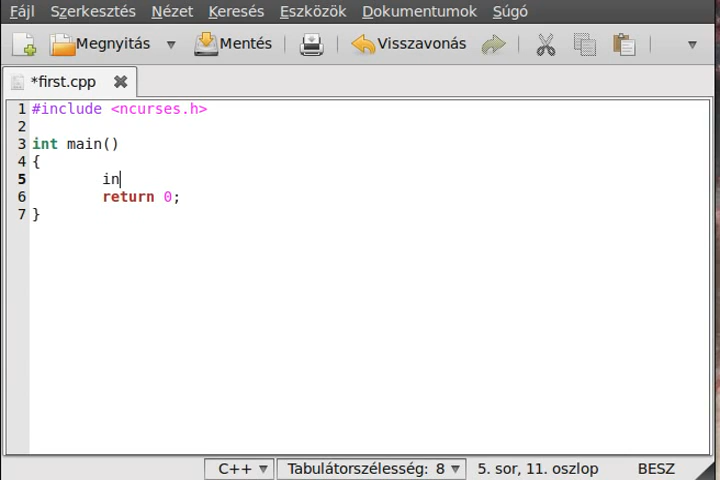 Fájl Szerkesztés Nézet Keresés Eszközök Dokumentumok Súgó
Megnyitás Mentés Visszavonás
*first.cpp
1 #include <ncurses.h>
2
3 int main()
4 {
5 in
6 return 0;
7 }
C++ Tabulátorszélesség: 8 5. sor, 11. oszlop BESZ